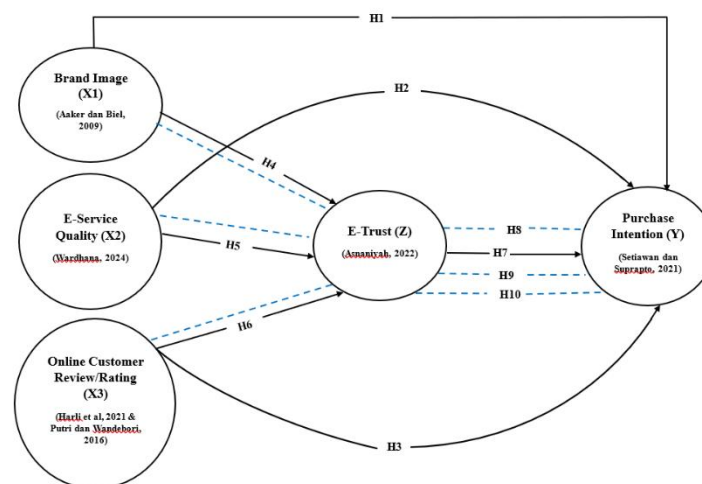 H1
Brand Image
(X1)
(Aaker dan Biel,
2009)
H2
H4
E-Service
Quality (X2)
(Wardhana, 2024)
H5
E-Trust (Z)
(Asmaniyah, 2022)
H8
H7
H9
H10
Purchase
Intention (Y)
(Setiawan dan
Suprapto, 2021)
H6
Online Customer
Review/Rating
(X3)
(Harli et al, 2021 &
Putri dan Wandebori,
2016)
H3